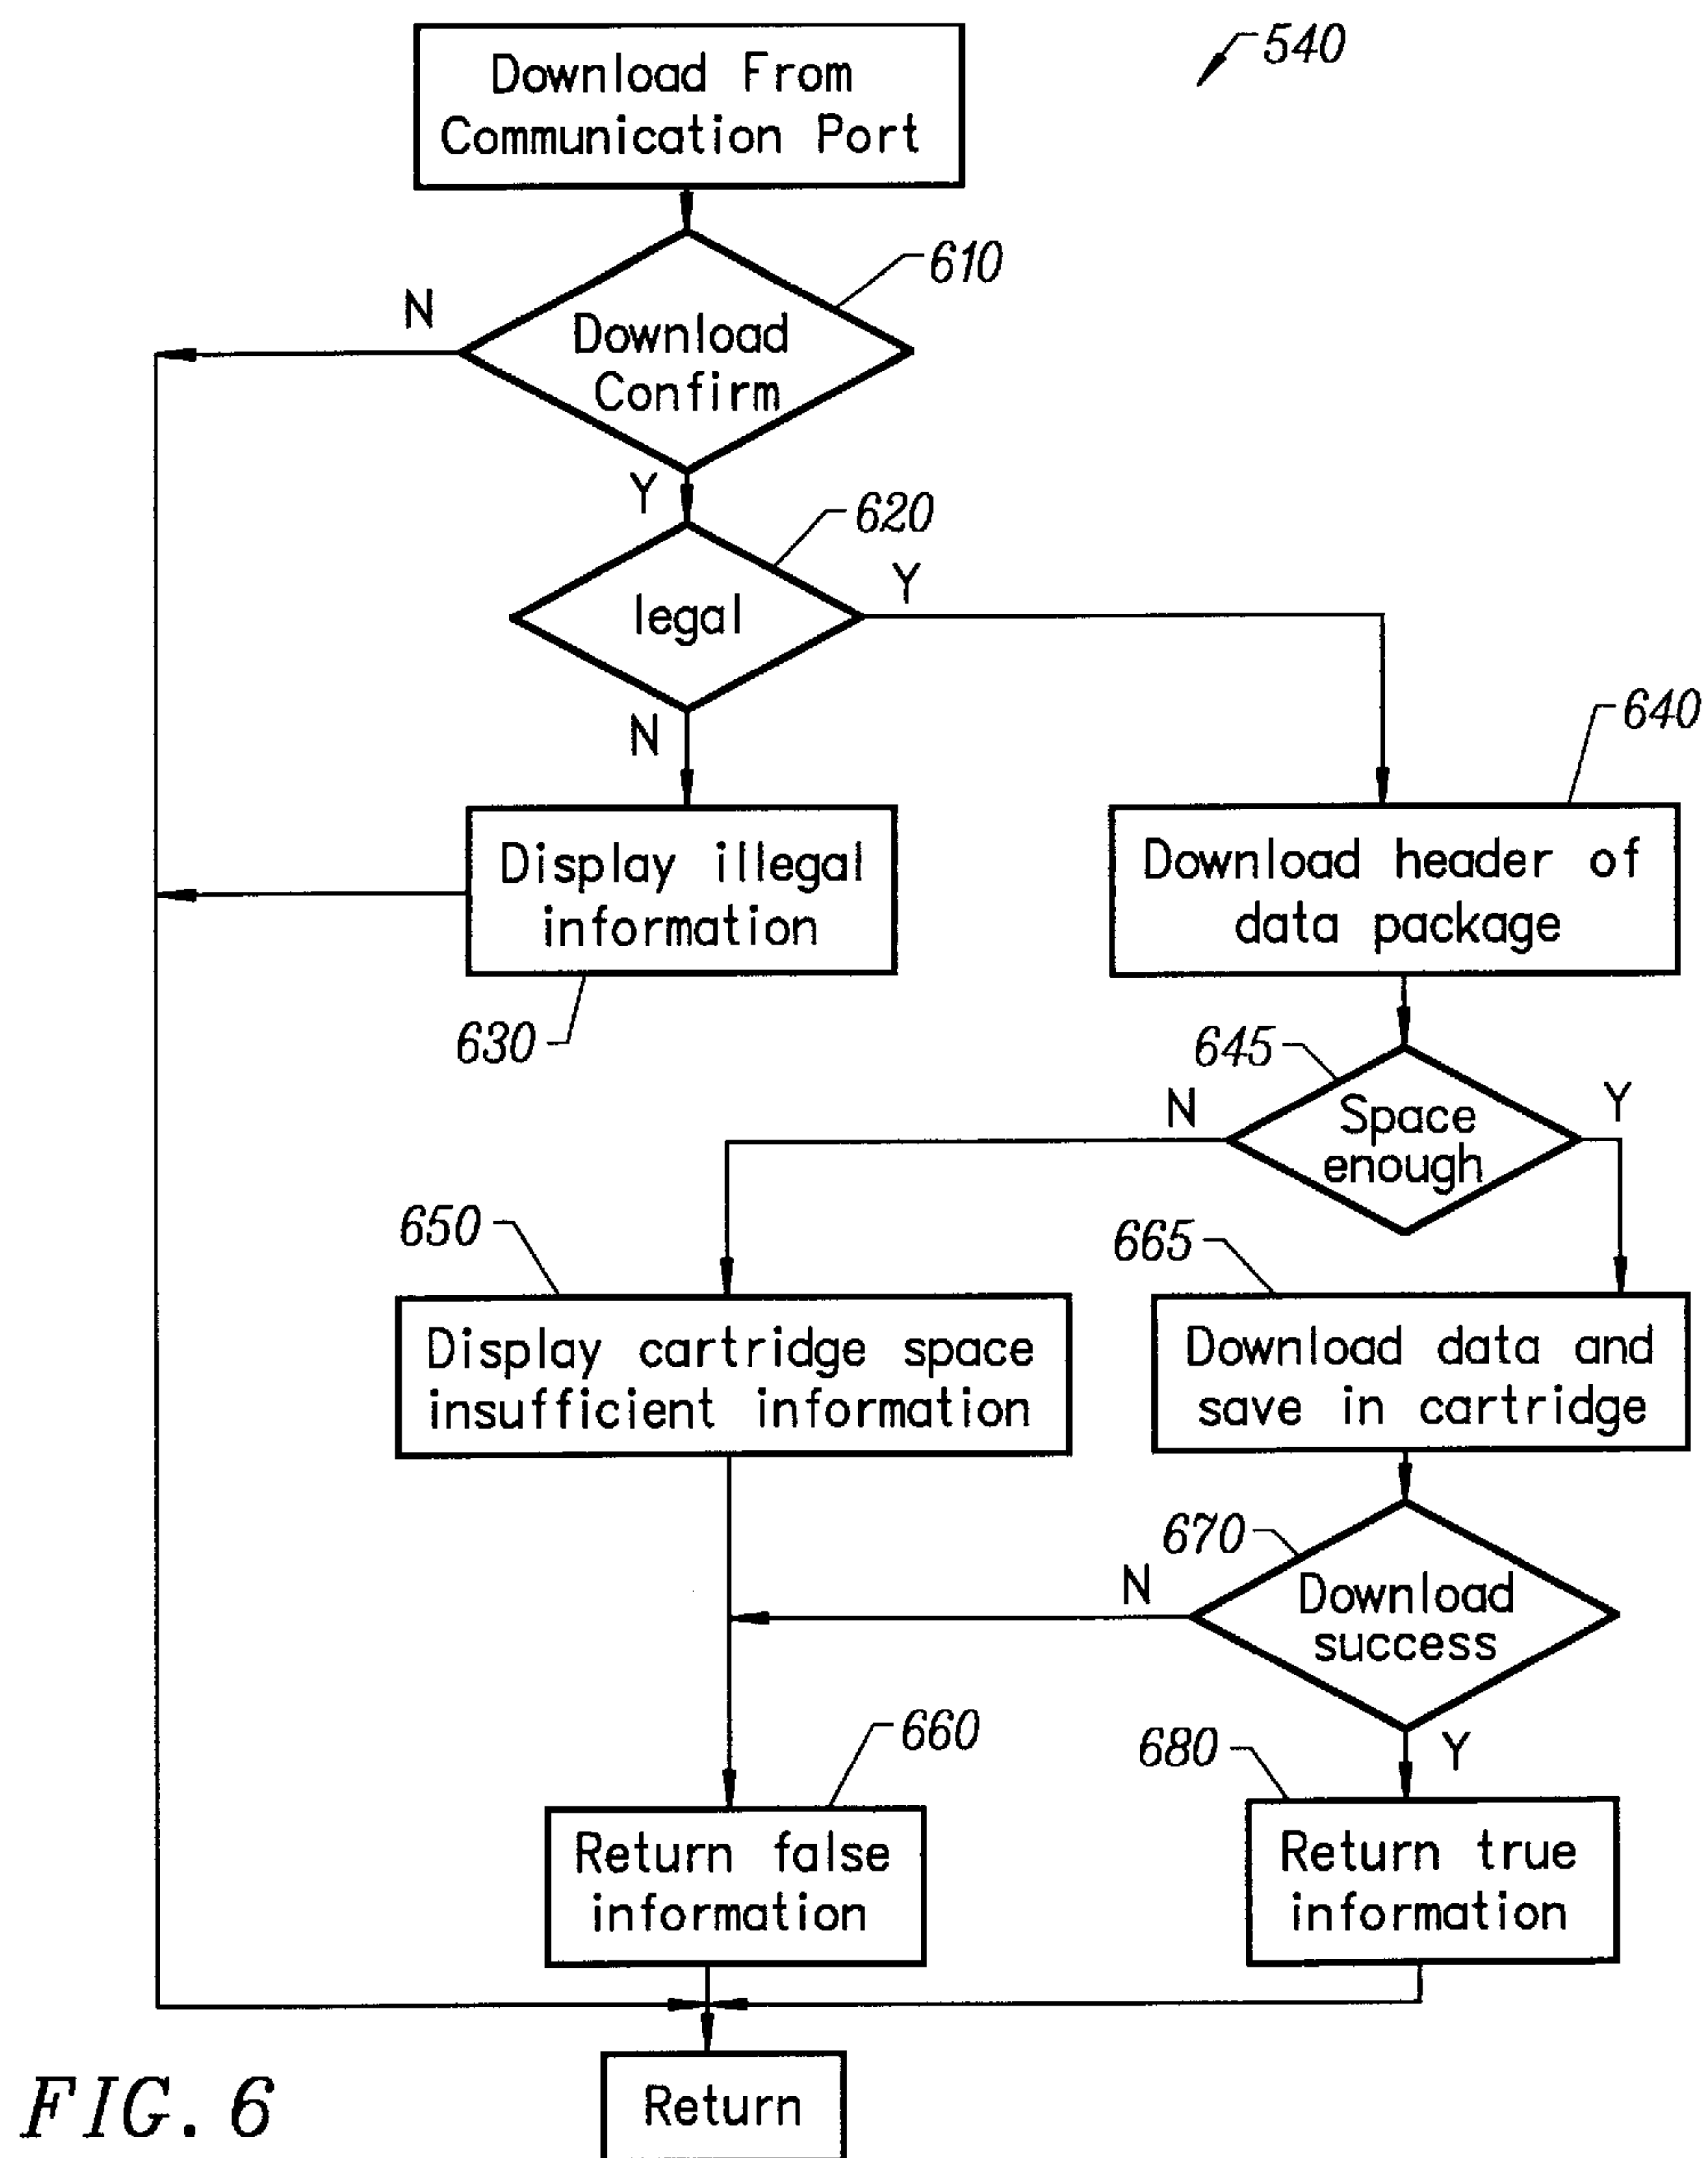 540
Download From
Communication Port
610
N
Download
Confirm
Y
620
Y
legal
N
640
Display illegal
information
Download header of
data package
630
645
N
Y
Space
enough
650
665
Display cartridge space
insufficient information
Download data and
save in cartridge
670
N
Download
success
660
680
Y
Return false
information
Return true
information
Return
FIG. 6